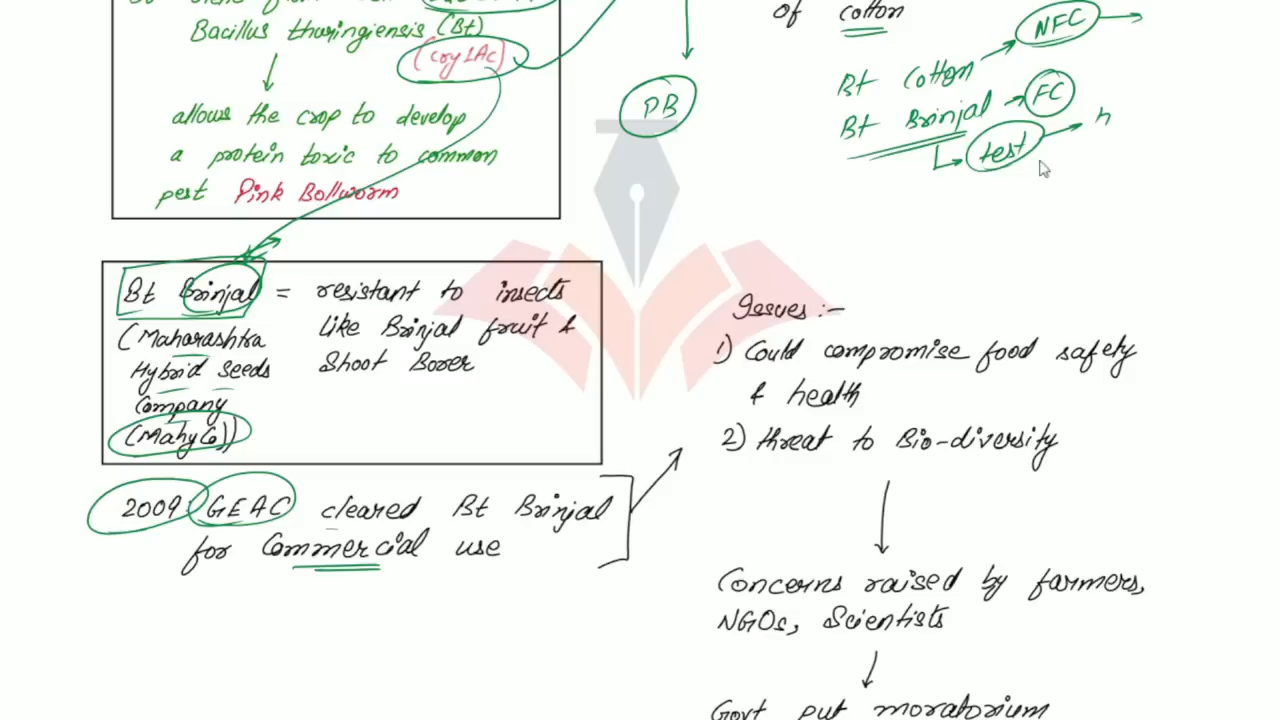 Bacillus thuringiensis (Bt)
(Cry1Ac)
allows the crop to develop
a protein toxic to common
pest Pink Bollworm
PB
of cotton
NFC
Bt Cotton
FC
Bt Brinjal
test
h
Bt Brinjal = resistant to insects
(Maharashtra like Brinjal fruit &
Hybrid Seeds Shoot Borer
Company
(Mahyco))
2009: GEAC cleared Bt Brinjal
for Commercial use
Issues :-
1) Could compromise food safety
& health
2) threat to Bio-diversity
Concerns raised by farmers,
NGOs, Scientists
Govt put moratorium